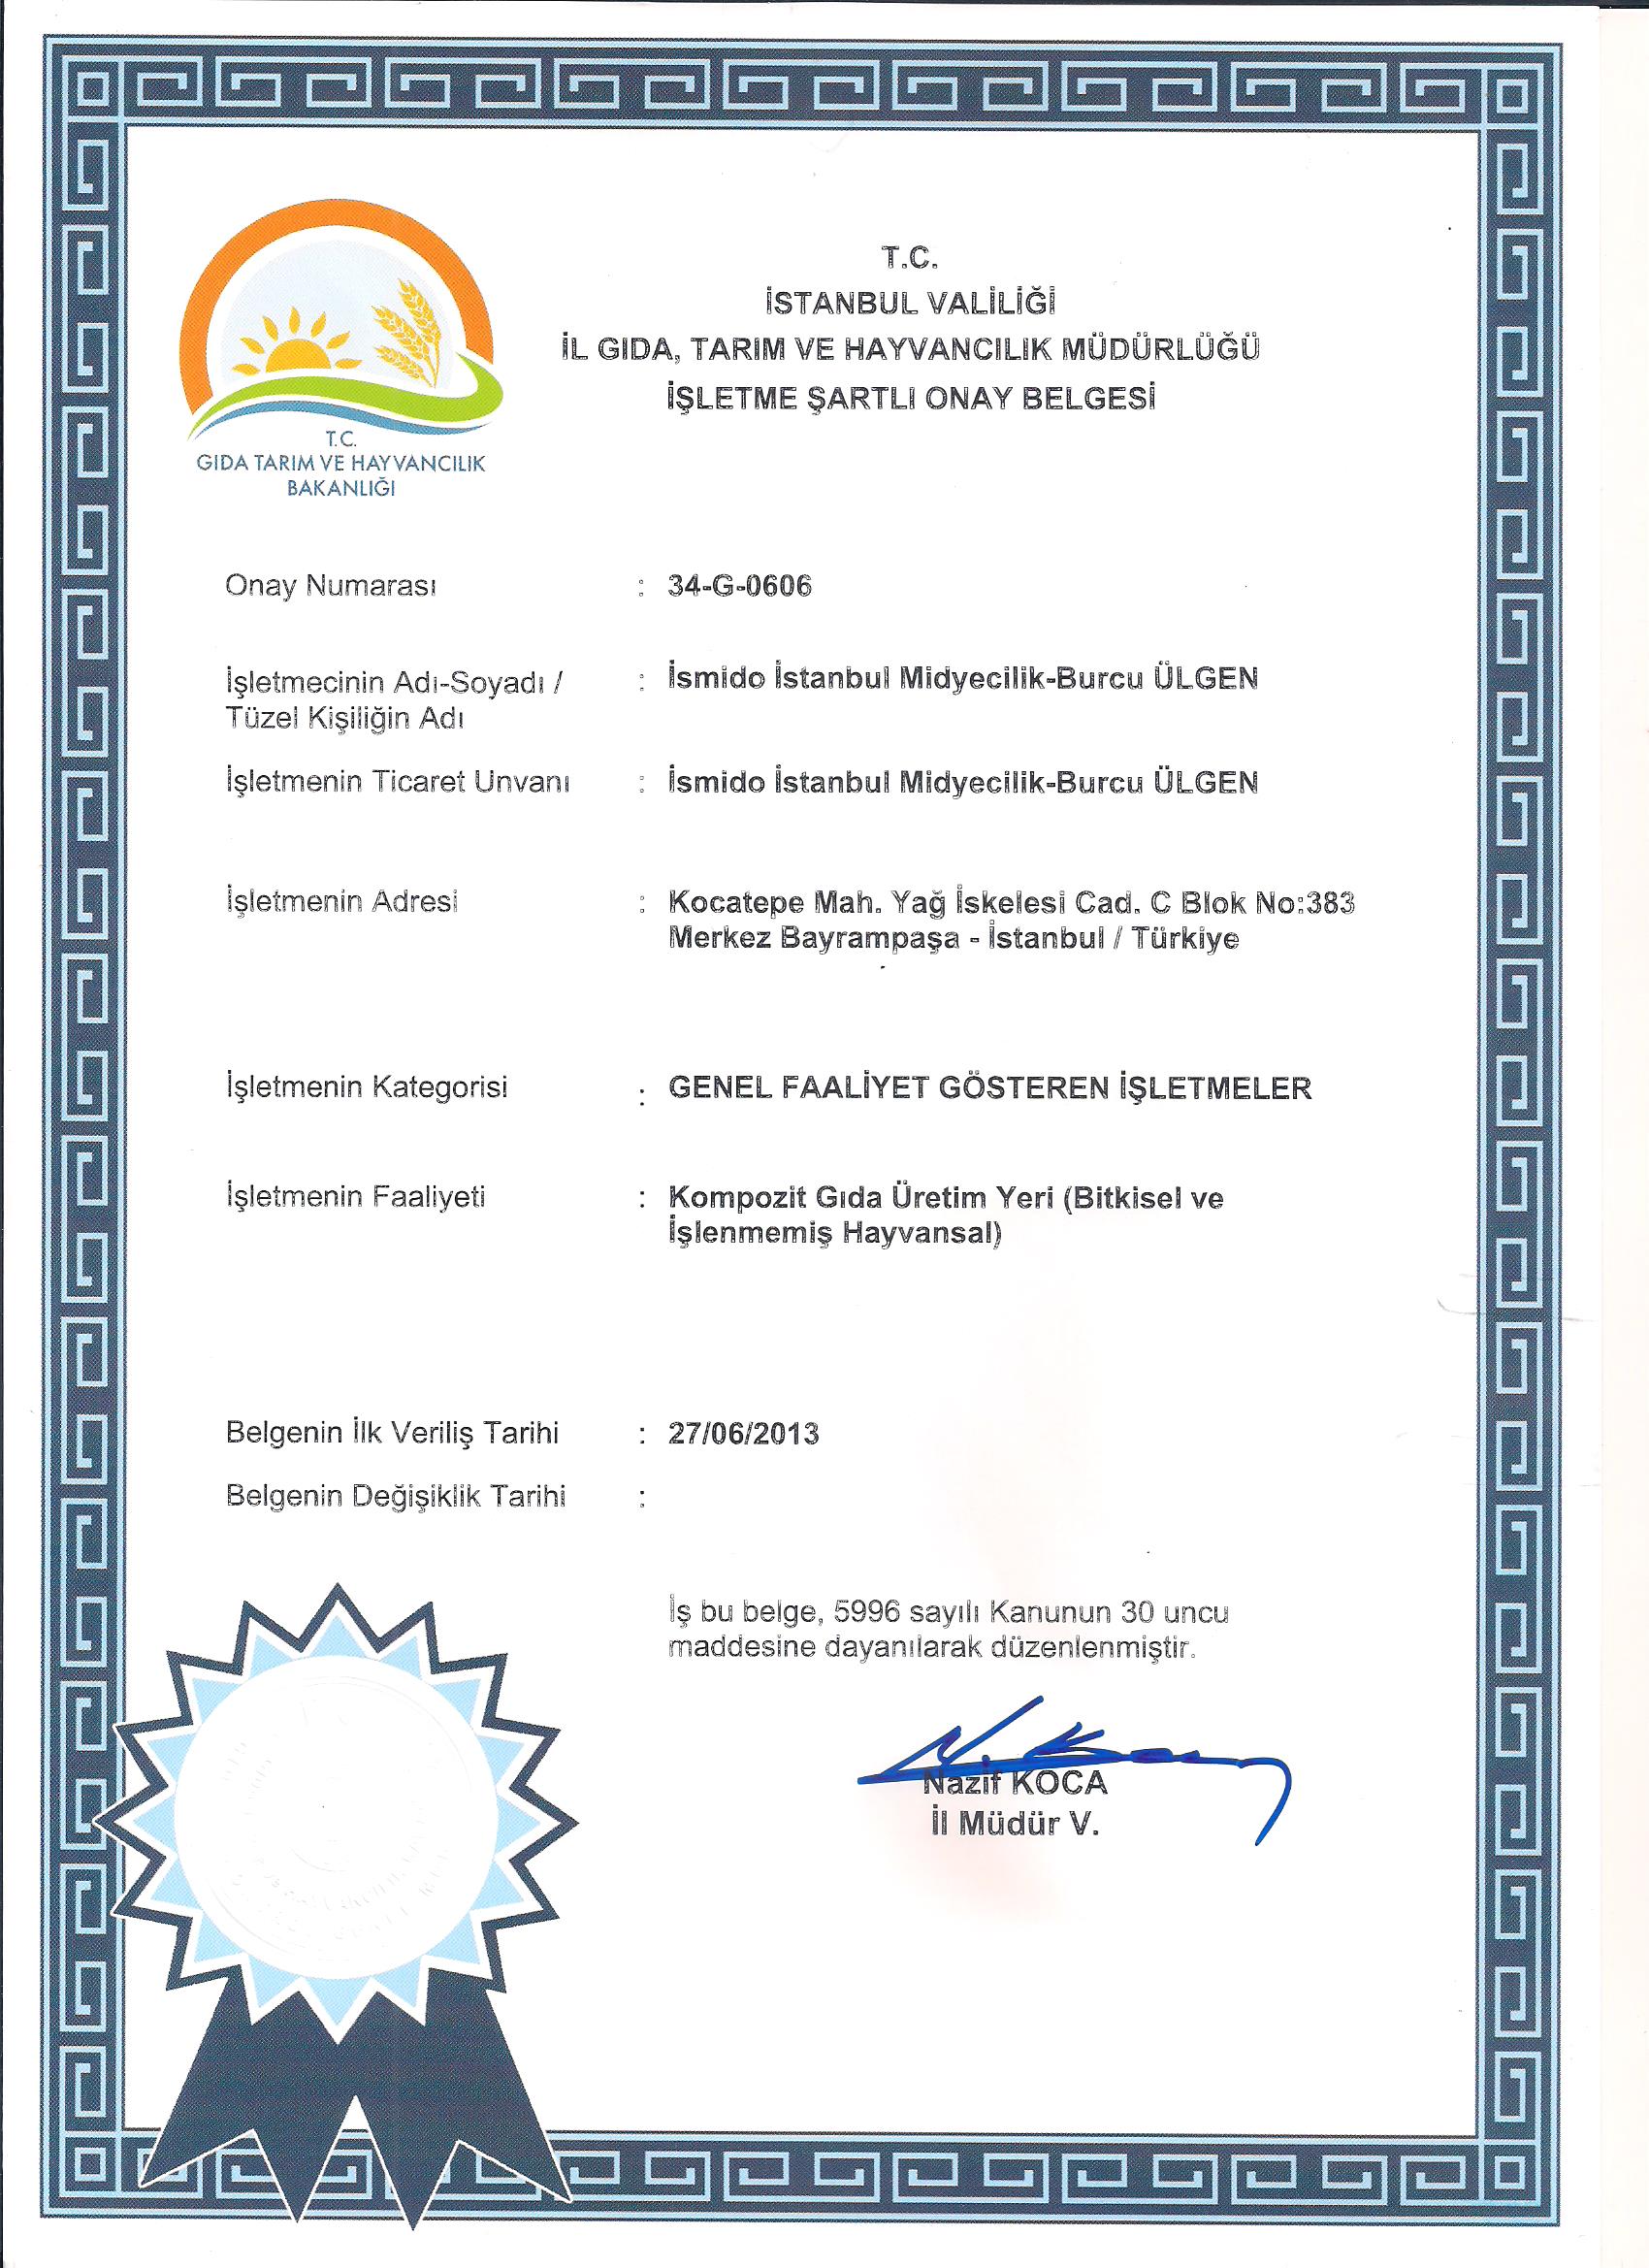 T.C.
İSTANBUL VALİLİĞİ
İL GIDA, TARIM VE HAYVANCILIK MÜDÜRLÜĞÜ
İŞLETME ŞARTLI ONAY BELGESİ
T.C.
GIDA TARIM VE HAYVANCILIK
BAKANLIĞI
Onay Numarası : 34-G-0606
İşletmecinin Adı-Soyadı / : İsmido İstanbul Midyecilik-Burcu ÜLGEN
Tüzel Kişiliğin Adı
İşletmenin Ticaret Unvanı : İsmido İstanbul Midyecilik-Burcu ÜLGEN
İşletmenin Adresi : Kocatepe Mah. Yağ İskelesi Cad. C Blok No:383
Merkez Bayrampaşa - İstanbul / Türkiye
İşletmenin Kategorisi : GENEL FAALİYET GÖSTEREN İŞLETMELER
İşletmenin Faaliyeti : Kompozit Gıda Üretim Yeri (Bitkisel ve
İşlenmemiş Hayvansal)
Belgenin İlk Veriliş Tarihi : 27/06/2013
Belgenin Değişiklik Tarihi :
İş bu belge, 5996 sayılı Kanunun 30 uncu
maddesine dayanılarak düzenlenmiştir.
Nazif KOCA
İl Müdür V.